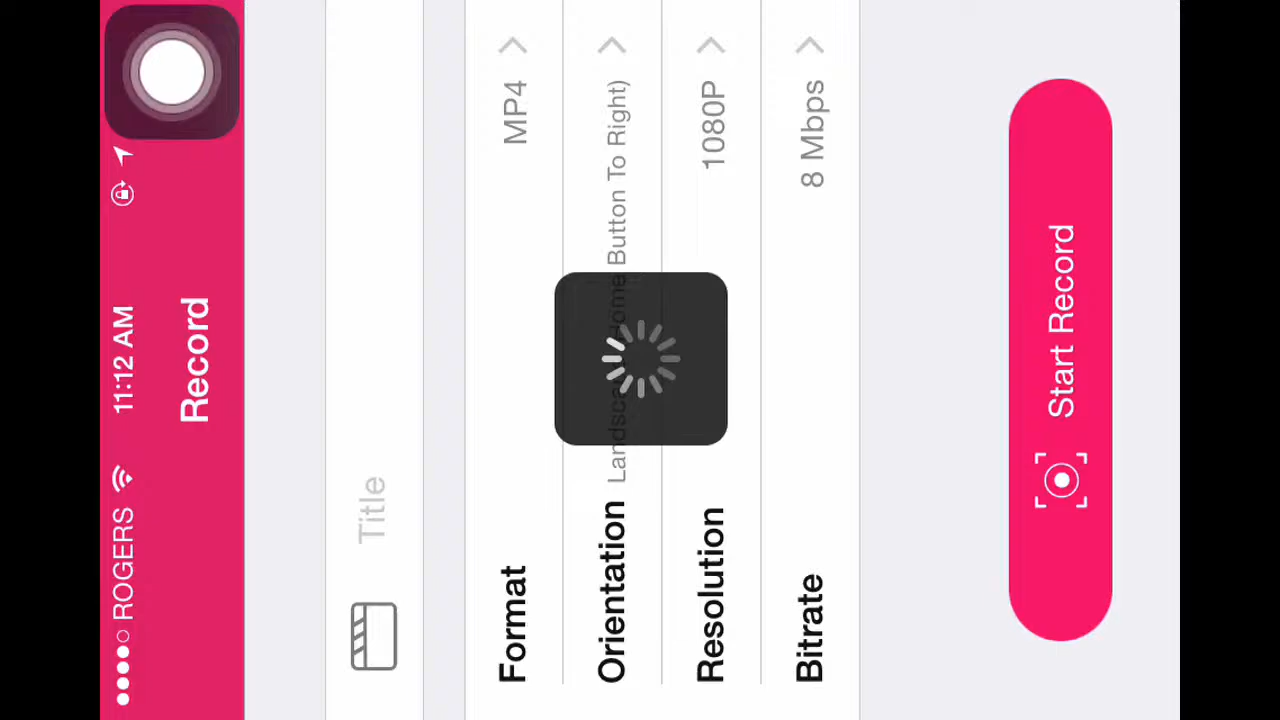 ROGERS 11:12 AM
Record
Title
Format MP4
Orientation Landscape(Home Button To Right)
Resolution 1080P
Bitrate 8 Mbps
Start Record